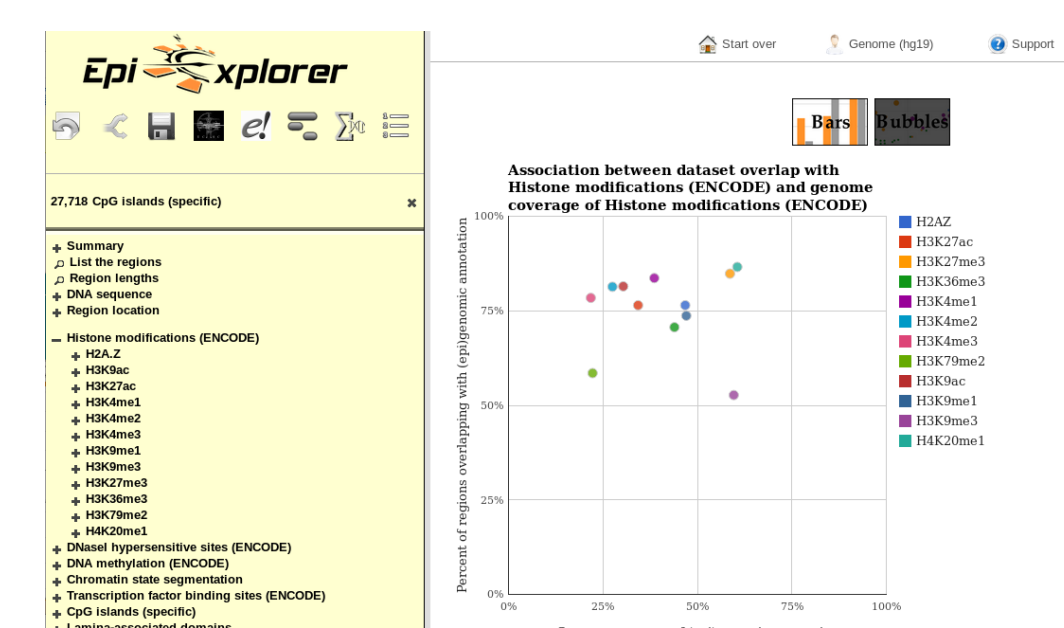 Epi Explorer
Start over
Genome (hg19)
Support
e!
Bars
Bubbles
27,718 CpG islands (specific)
Summary
List the regions
Region lengths
DNA sequence
Region location
Histone modifications (ENCODE)
H2A.Z
H3K9ac
H3K27ac
H3K4me1
H3K4me2
H3K4me3
H3K9me1
H3K9me3
H3K27me3
H3K36me3
H3K79me2
H4K20me1
DNaseI hypersensitive sites (ENCODE)
DNA methylation (ENCODE)
Chromatin state segmentation
Transcription factor binding sites (ENCODE)
CpG islands (specific)
Lamina-associated domains
Association between dataset overlap with
Histone modifications (ENCODE) and genome
coverage of Histone modifications (ENCODE)
Percent of regions overlapping with (epi)genomic annotation
100%
75%
50%
25%
0%
0%
25%
50%
75%
100%
H2AZ
H3K27ac
H3K27me3
H3K36me3
H3K4me1
H3K4me2
H3K4me3
H3K79me2
H3K9ac
H3K9me1
H3K9me3
H4K20me1